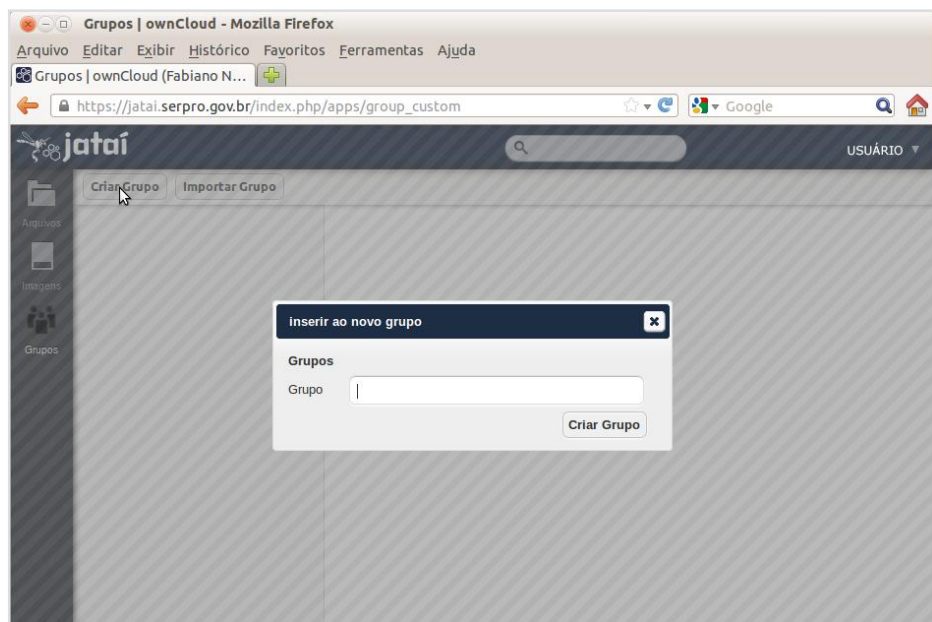 Grupos | ownCloud - Mozilla Firefox
Arquivo Editar Exibir Histórico Favoritos Ferramentas Ajuda
Grupos | ownCloud (Fabiano N...
https://jatai.serpro.gov.br/index.php/apps/group_custom Google
jataí USUÁRIO
Criar Grupo Importar Grupo
Arquivos
Imagens
Grupos
inserir ao novo grupo
Grupos
Grupo
Criar Grupo